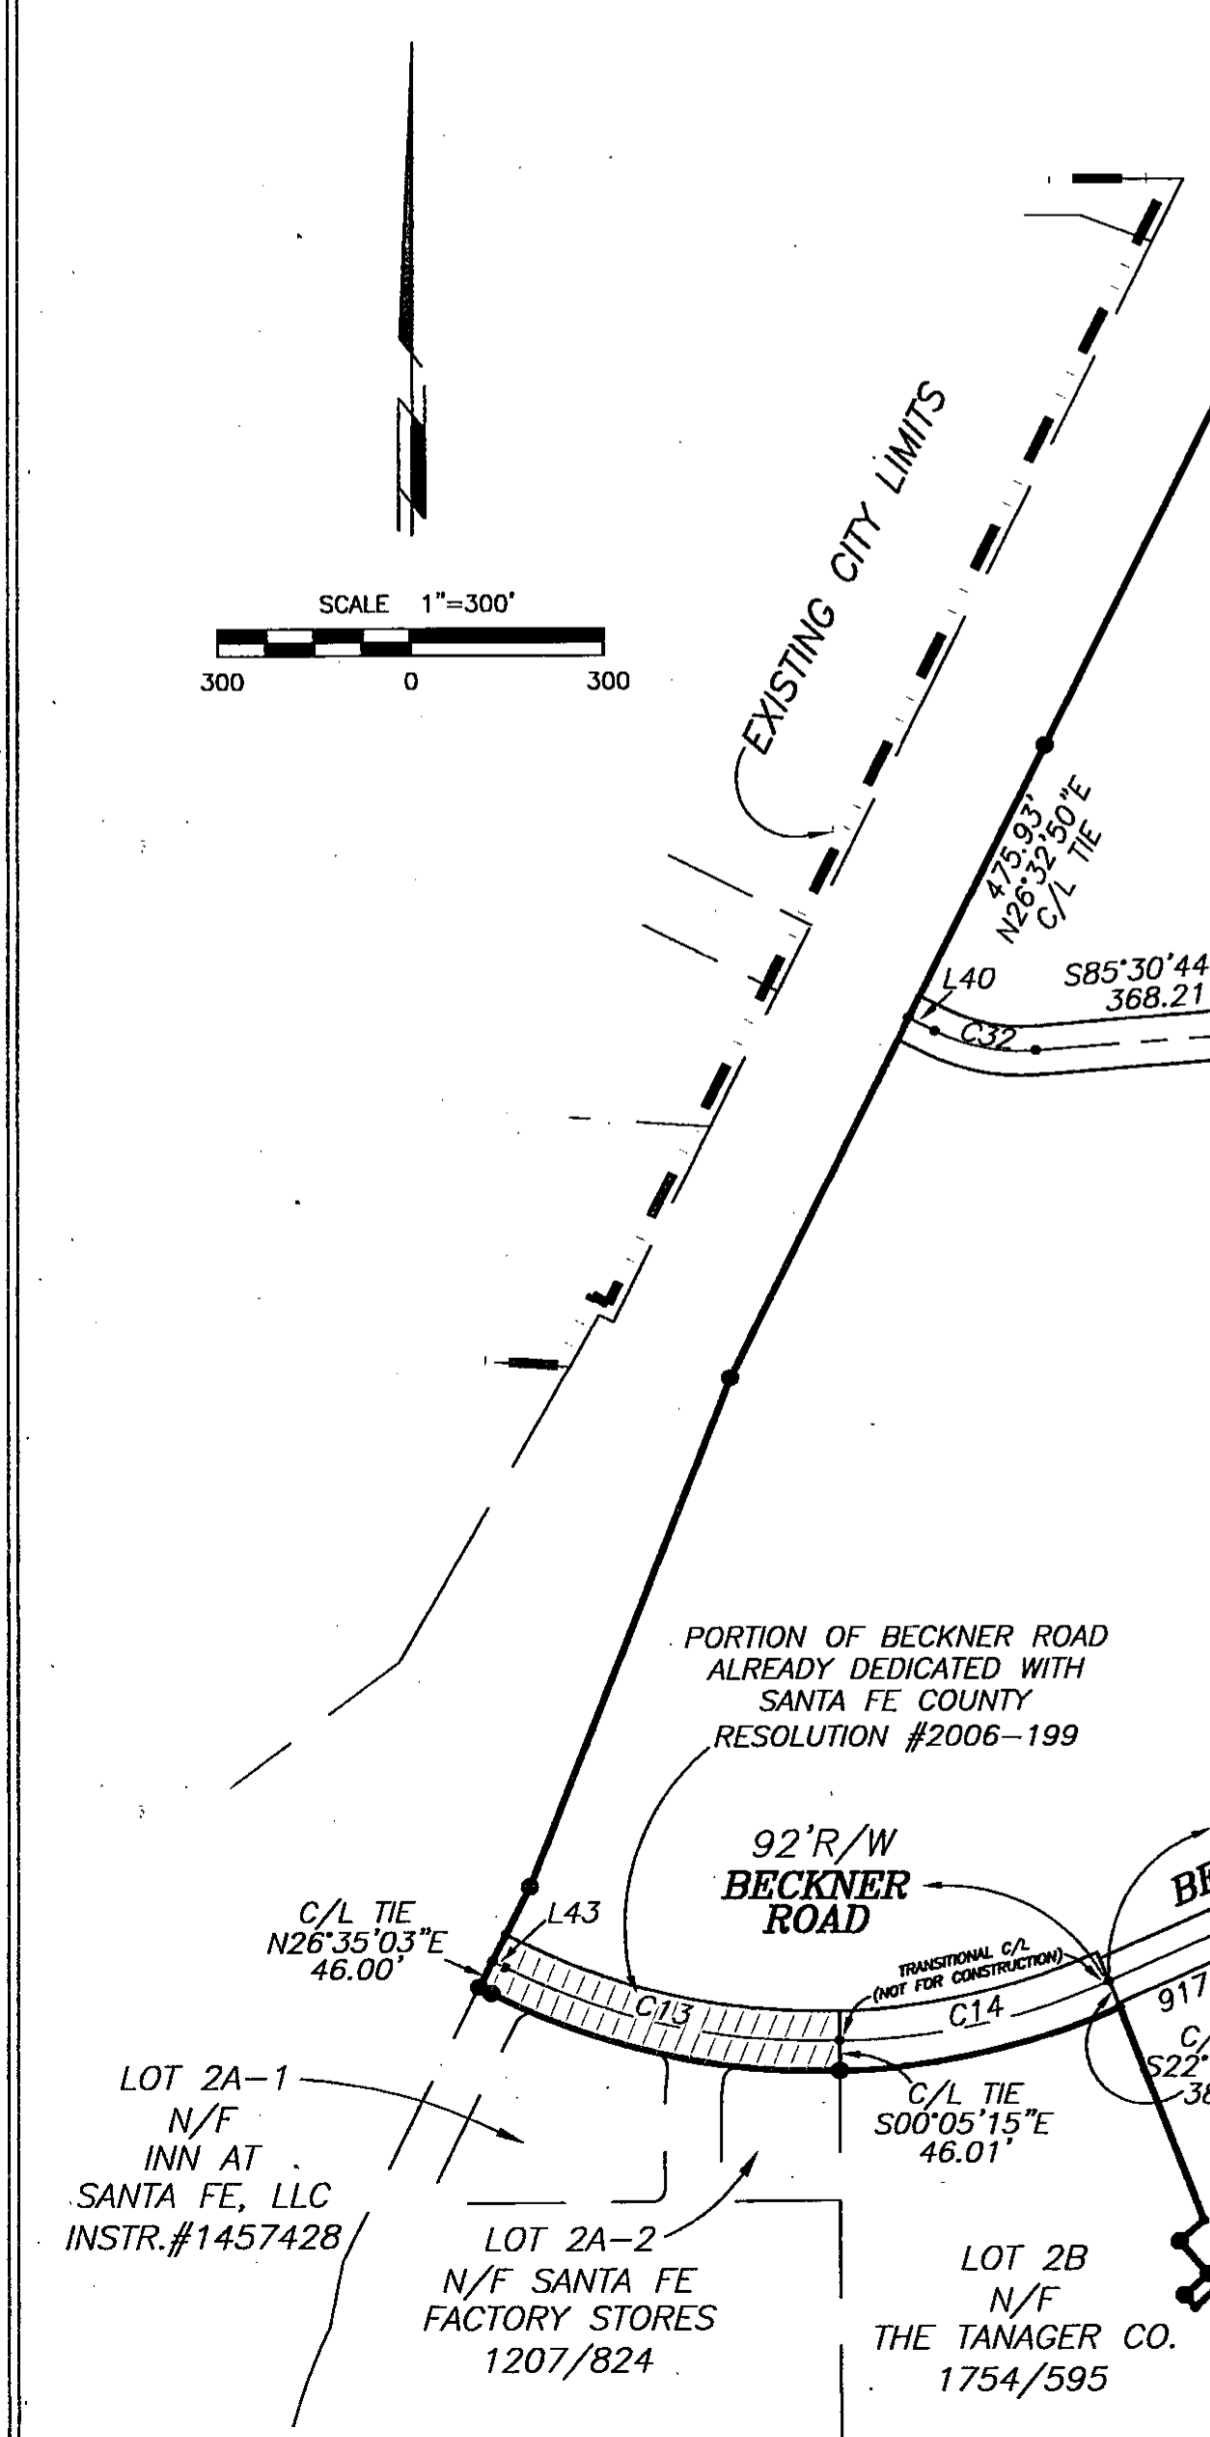 SCALE 1"=300'
300 0 300
EXISTING CITY LIMITS
475.93'
N26°32'50"E
C/L TIE
L40
S85°30'44
368.21
C32
PORTION OF BECKNER ROAD
ALREADY DEDICATED WITH
SANTA FE COUNTY
RESOLUTION #2006-199
92'R/W
BECKNER
ROAD
BE
C/L TIE
N26°35'03"E
46.00'
L43
TRANSITIONAL C/L
(NOT FOR CONSTRUCTION)
C13
C14
917
C/
S22°
38
C/L TIE
S00°05'15"E
46.01'
LOT 2A-1
N/F
INN AT
SANTA FE, LLC
INSTR.#1457428
LOT 2A-2
N/F SANTA FE
FACTORY STORES
1207/824
LOT 2B
N/F
THE TANAGER CO.
1754/595